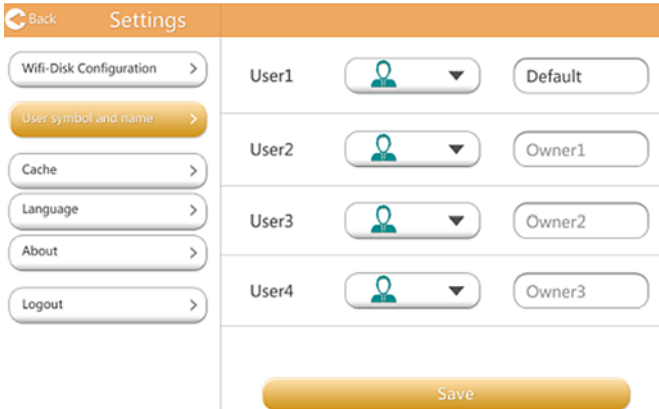 Back Settings
Wifi-Disk Configuration
User symbol and name
Cache
Language
About
Logout
User1 Default
User2 Owner1
User3 Owner2
User4 Owner3
Save